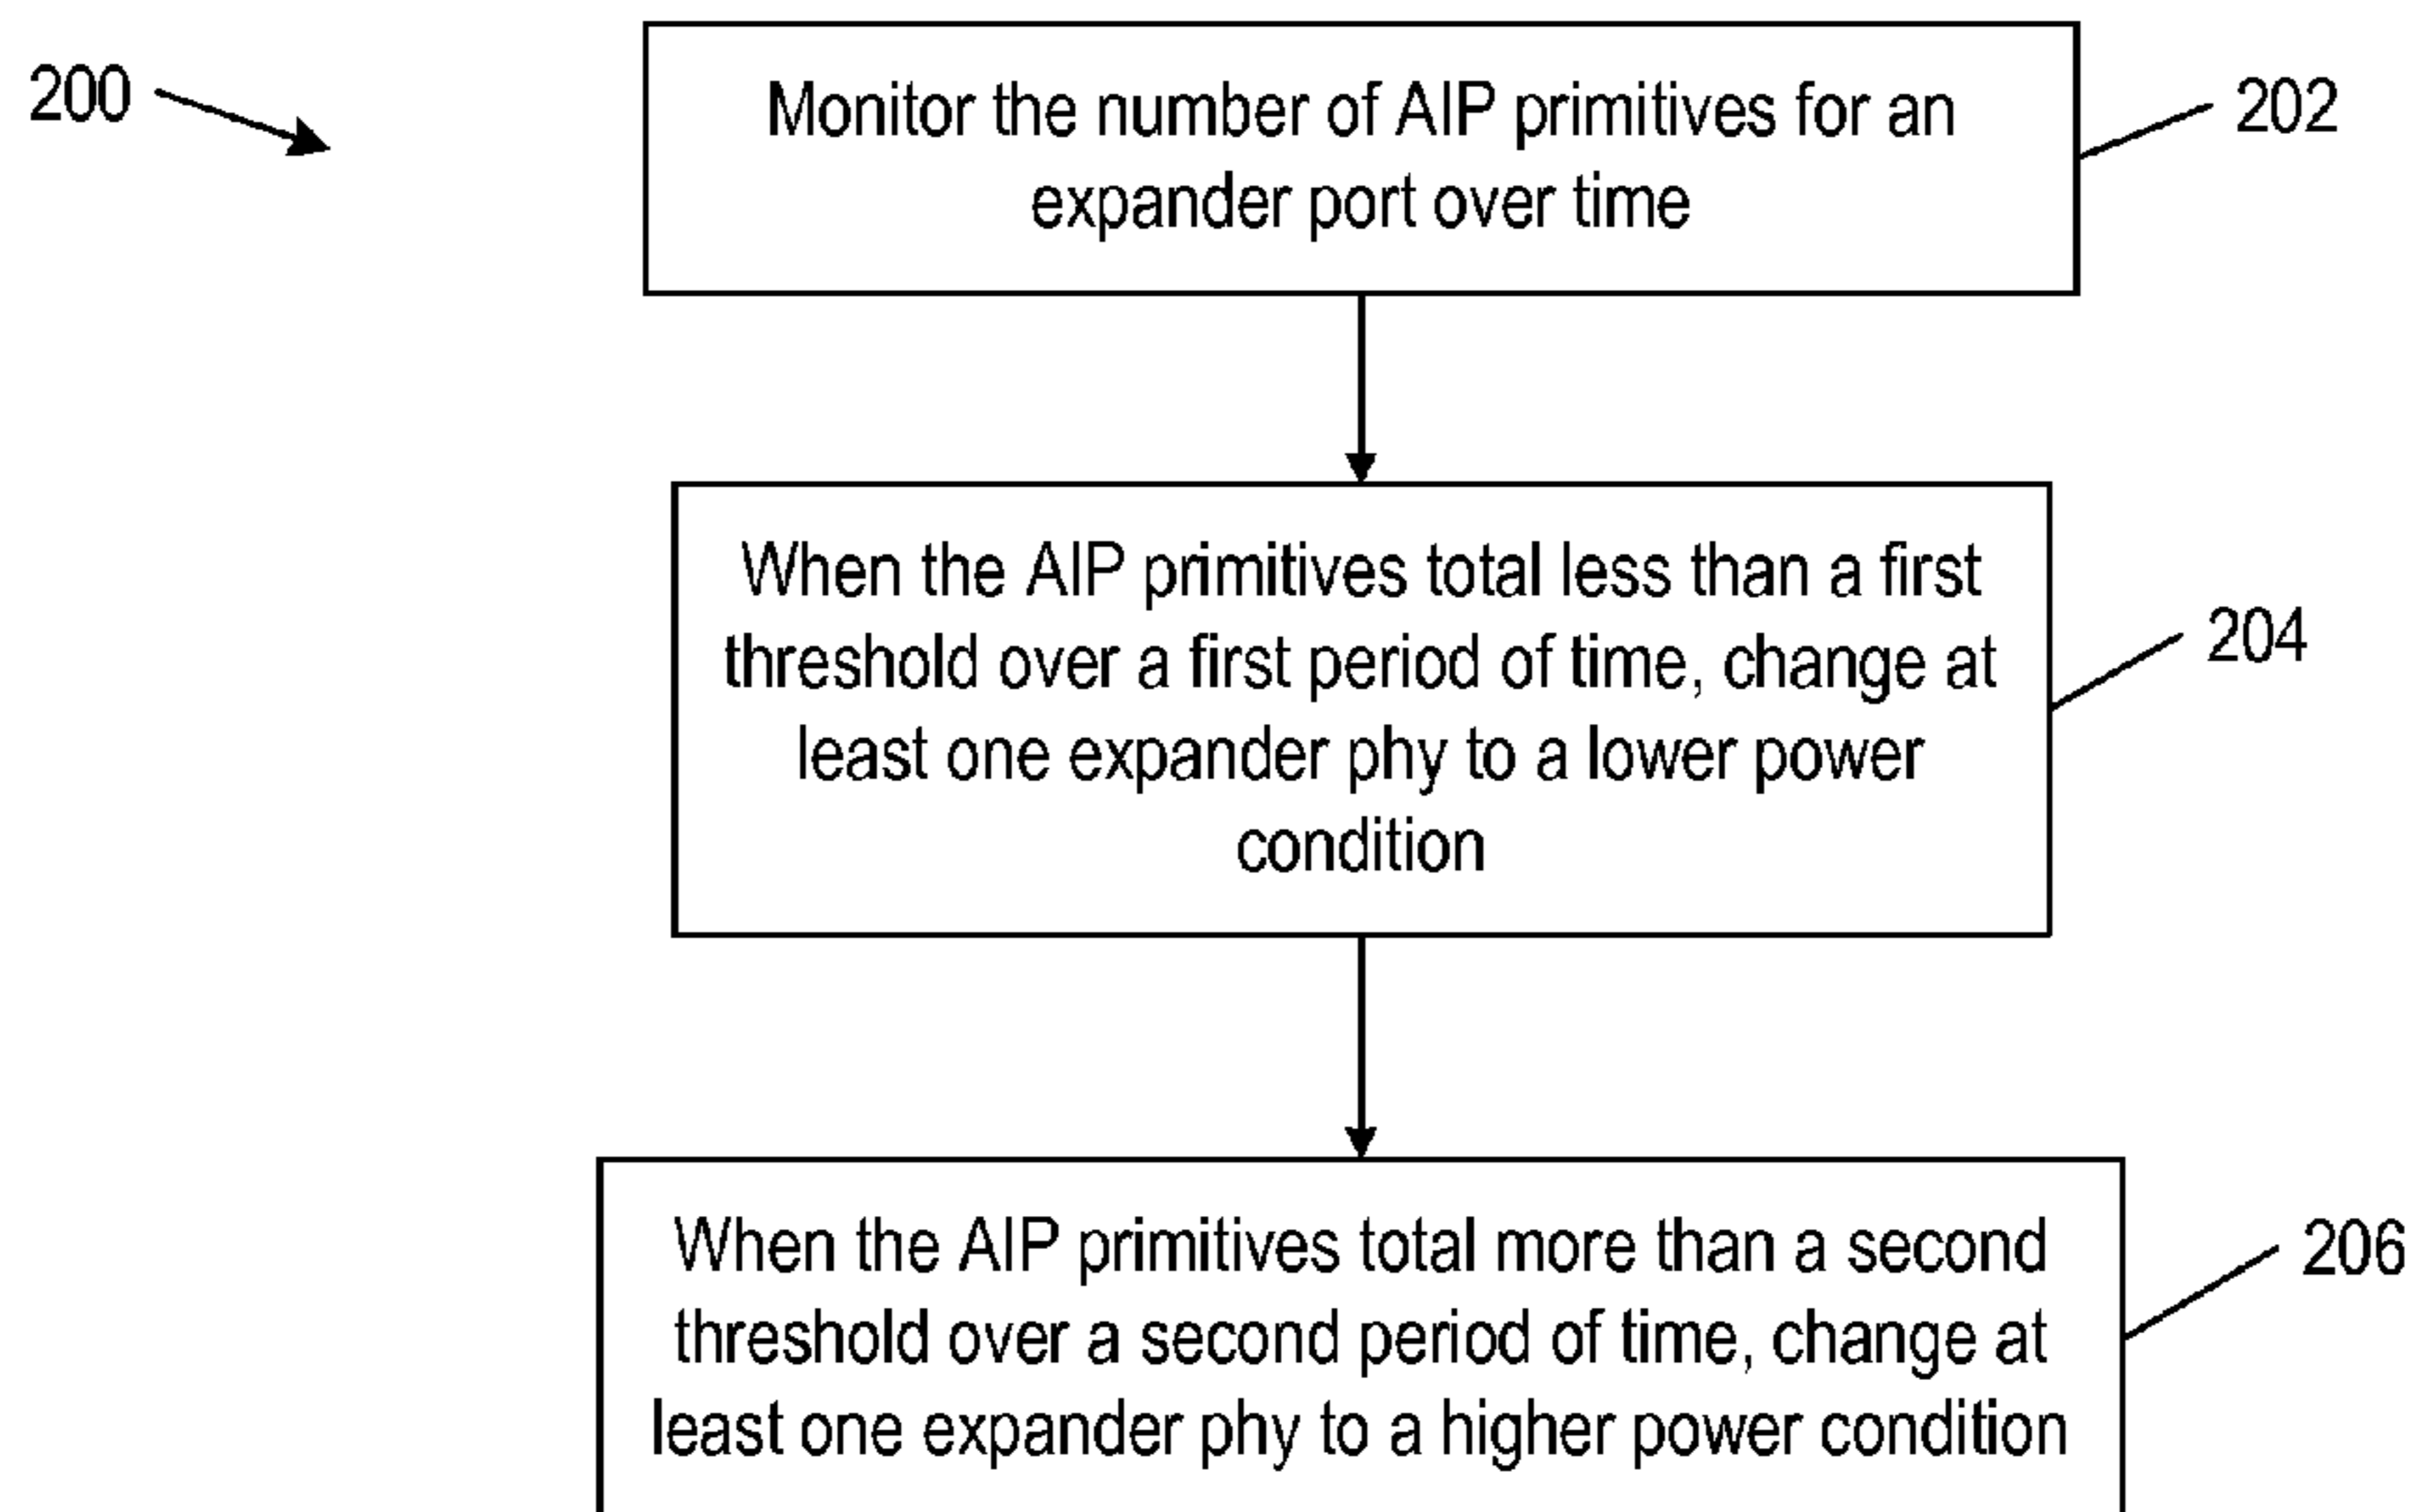 200
Monitor the number of AIP primitives for an
expander port over time
202
When the AIP primitives total less than a first
threshold over a first period of time, change at
least one expander phy to a lower power
condition
204
When the AIP primitives total more than a second
threshold over a second period of time, change at
least one expander phy to a higher power condition
206